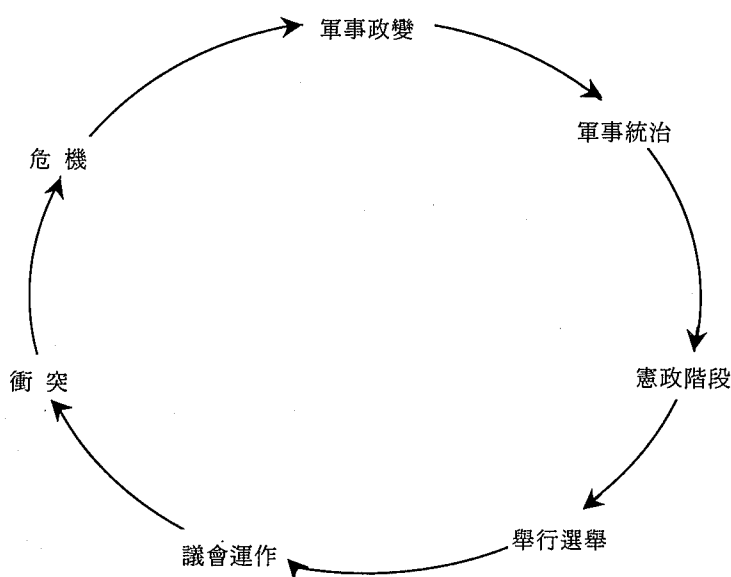 軍事政變
軍事統治
憲政階段
舉行選舉
議會運作
衝突
危機